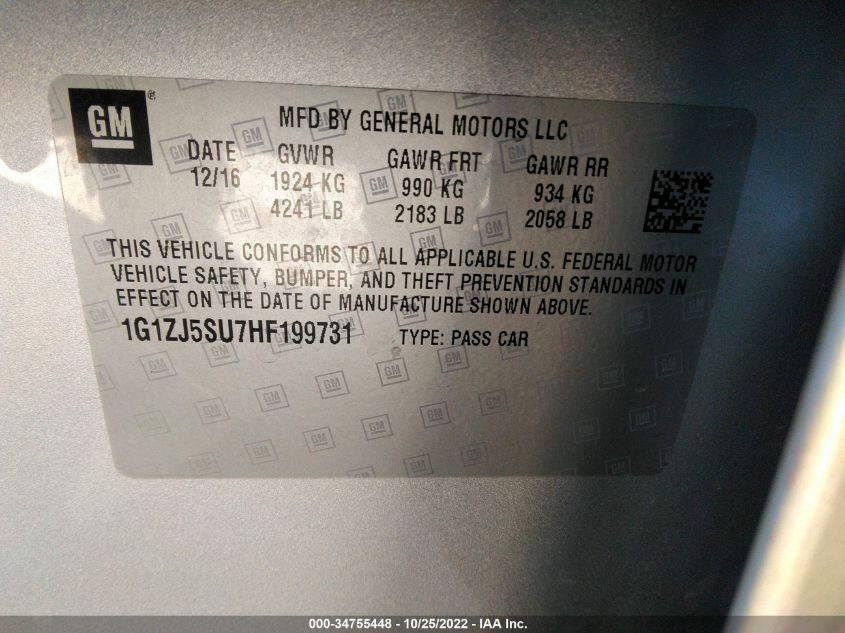 GM®
MFD BY GENERAL MOTORS LLC
DATE GVWR GAWR FRT GAWR RR
12/16 1924 KG 990 KG 934 KG
4241 LB 2183 LB 2058 LB
THIS VEHICLE CONFORMS TO ALL APPLICABLE U.S. FEDERAL MOTOR
VEHICLE SAFETY, BUMPER, AND THEFT PREVENTION STANDARDS IN
EFFECT ON THE DATE OF MANUFACTURE SHOWN ABOVE.
1G1ZJ5SU7HF199731 TYPE: PASS CAR
000-34755448 - 10/25/2022 - IAA Inc.